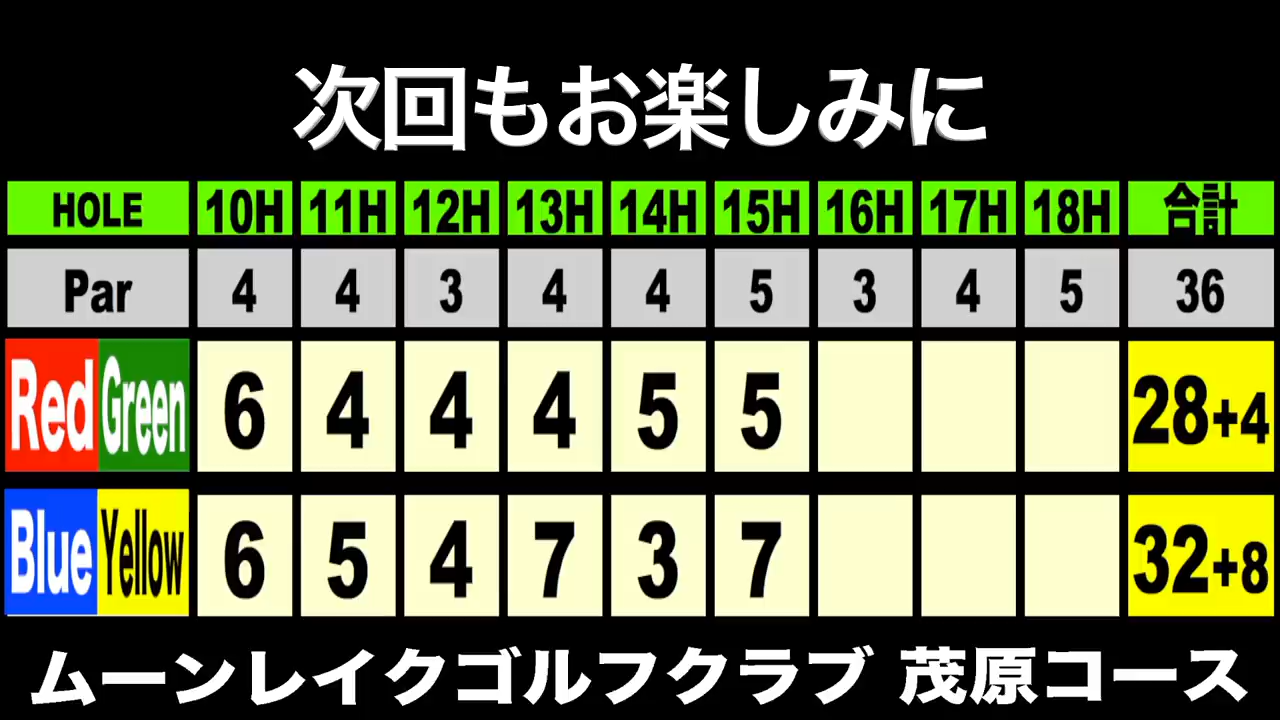 次回もお楽しみに
HOLE 10H 11H 12H 13H 14H 15H 16H 17H 18H 合計
Par 4 4 3 4 4 5 3 4 5 36
Red Green 6 4 4 4 5 5 28+4
Blue Yellow 6 5 4 7 3 7 32+8
ムーンレイクゴルフクラブ 茂原コース